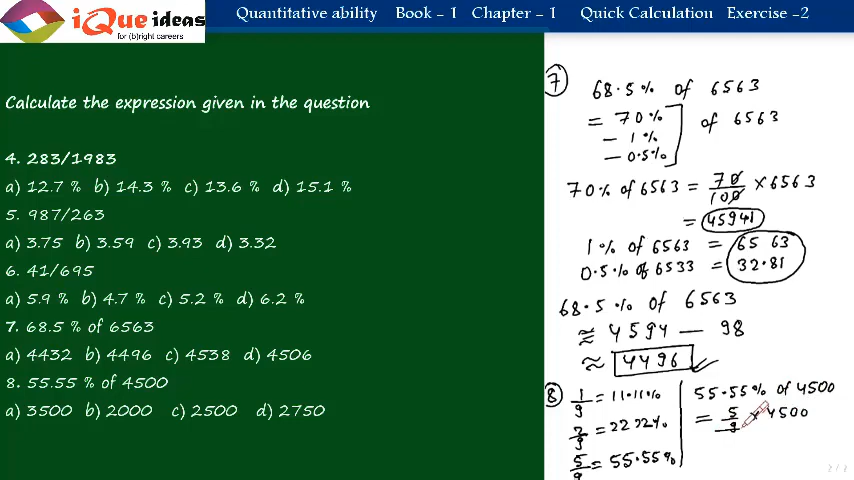 iQue ideas
for (b)right careers
Quantitative ability Book - 1 Chapter - 1 Quick Calculation Exercise -2
Calculate the expression given in the question
4. 283/1983
a) 12.7 % b) 14.3 % c) 13.6 % d) 15.1 %
5. 987/263
a) 3.75 b) 3.59 c) 3.93 d) 3.32
6. 41/695
a) 5.9 % b) 4.7 % c) 5.2 % d) 6.2 %
7. 68.5 % of 6563
a) 4432 b) 4496 c) 4538 d) 4506
8. 55.55 % of 4500
a) 3500 b) 2000 c) 2500 d) 2750
7 68.5% of 6563
= 70%
- 1% of 6563
- 0.5%
70% of 6563 = 70/100 × 6563
= 45941
1% of 6563 = 65 63
0.5% of 6533 = 32.81
68.5% of 6563
≈ 4594 - 98
≈ 4496
8 1/9 = 11.11%
2/9 = 22 22%
5/9 = 55.55%
55.55% of 4500
= 5/9 × 4500
2 / 2